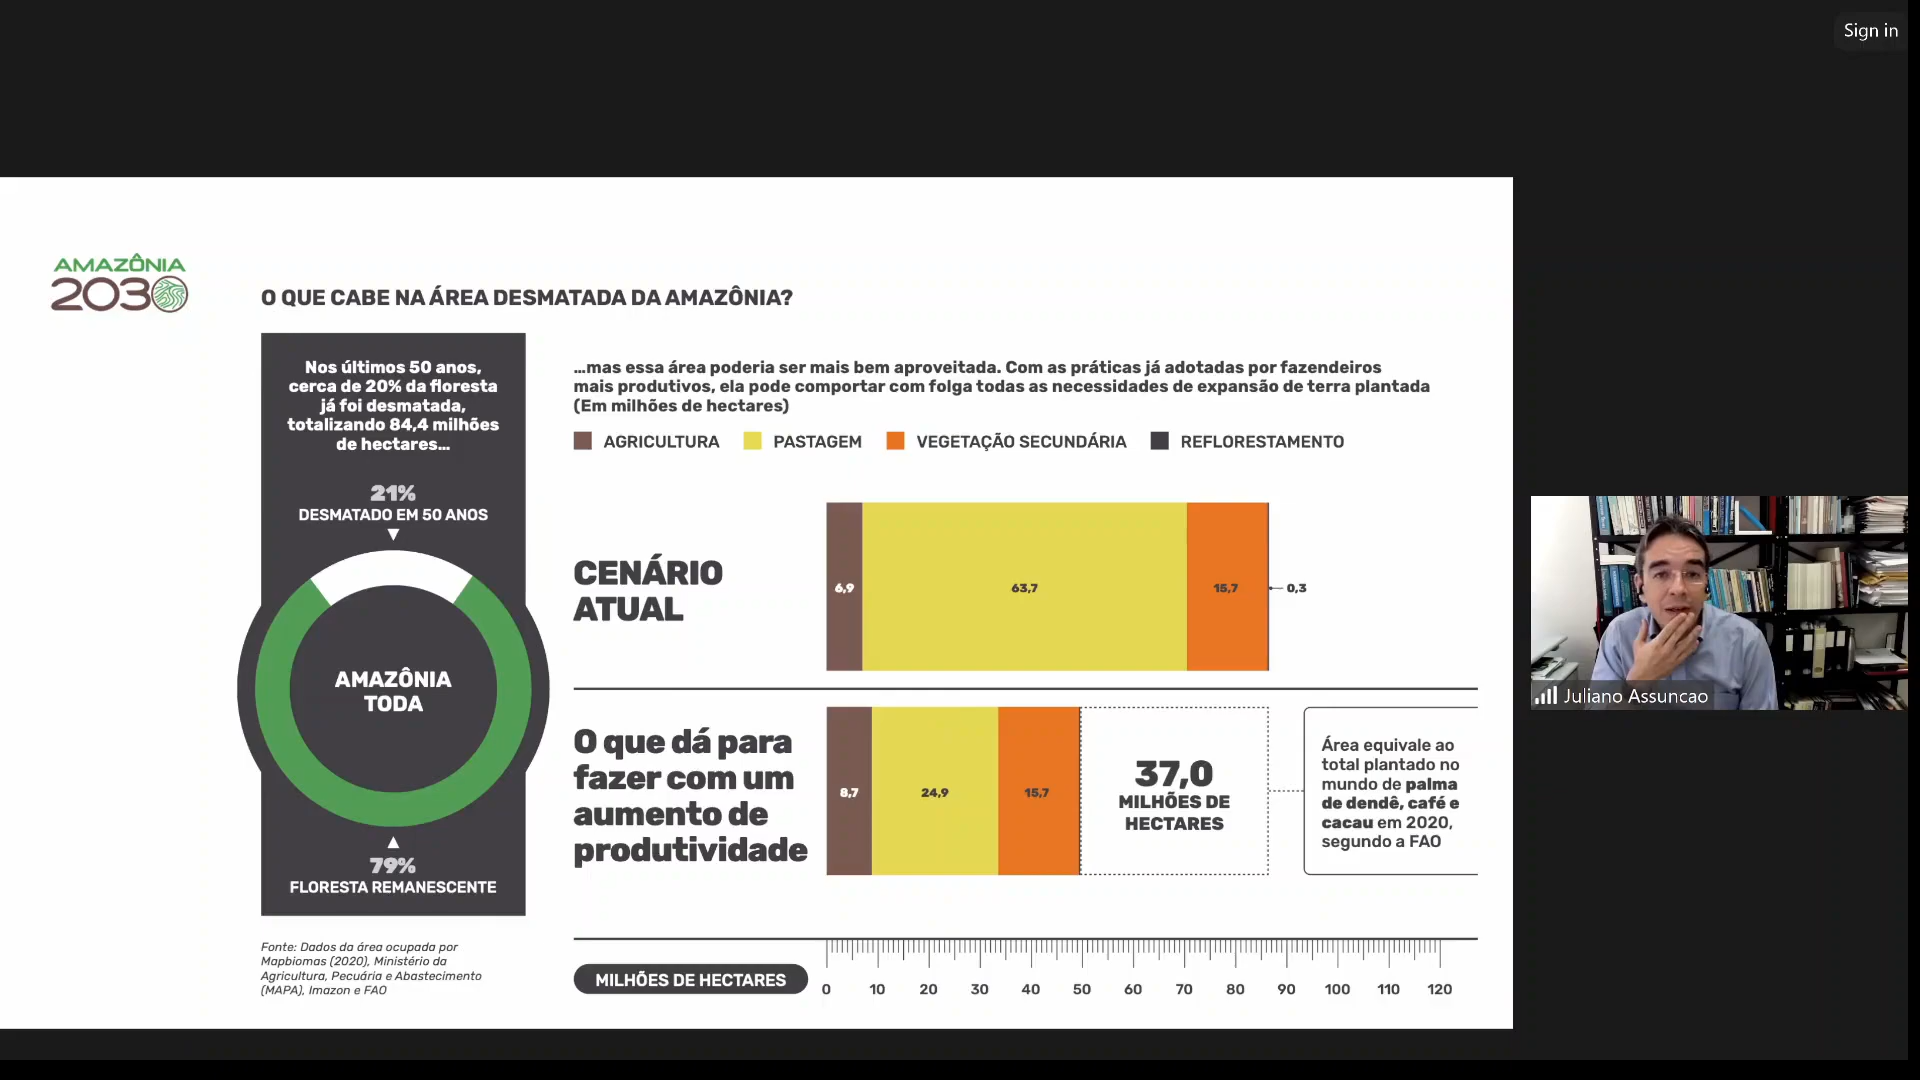 Sign in
AMAZÔNIA
2030
O QUE CABE NA ÁREA DESMATADA DA AMAZÔNIA?
Nos últimos 50 anos,
cerca de 20% da floresta
já foi desmatada,
totalizando 84,4 milhões
de hectares...
21%
DESMATADO EM 50 ANOS
AMAZÔNIA
TODA
79%
FLORESTA REMANESCENTE
Fonte: Dados da área ocupada por
Mapbiomas (2020), Ministério da
Agricultura, Pecuária e Abastecimento
(MAPA), Imazon e FAO
...mas essa área poderia ser mais bem aproveitada. Com as práticas já adotadas por fazendeiros
mais produtivos, ela pode comportar com folga todas as necessidades de expansão de terra plantada
(Em milhões de hectares)
AGRICULTURA PASTAGEM VEGETAÇÃO SECUNDÁRIA REFLORESTAMENTO
CENÁRIO
ATUAL
6,9 63,7 15,7 0,3
O que dá para
fazer com um
aumento de
produtividade
8,7 24,9 15,7
37,0
MILHÕES DE
HECTARES
Área equivale ao
total plantado no
mundo de palma
de dendê, café e
cacau em 2020,
segundo a FAO
MILHÕES DE HECTARES
0 10 20 30 40 50 60 70 80 90 100 110 120
Juliano Assuncao